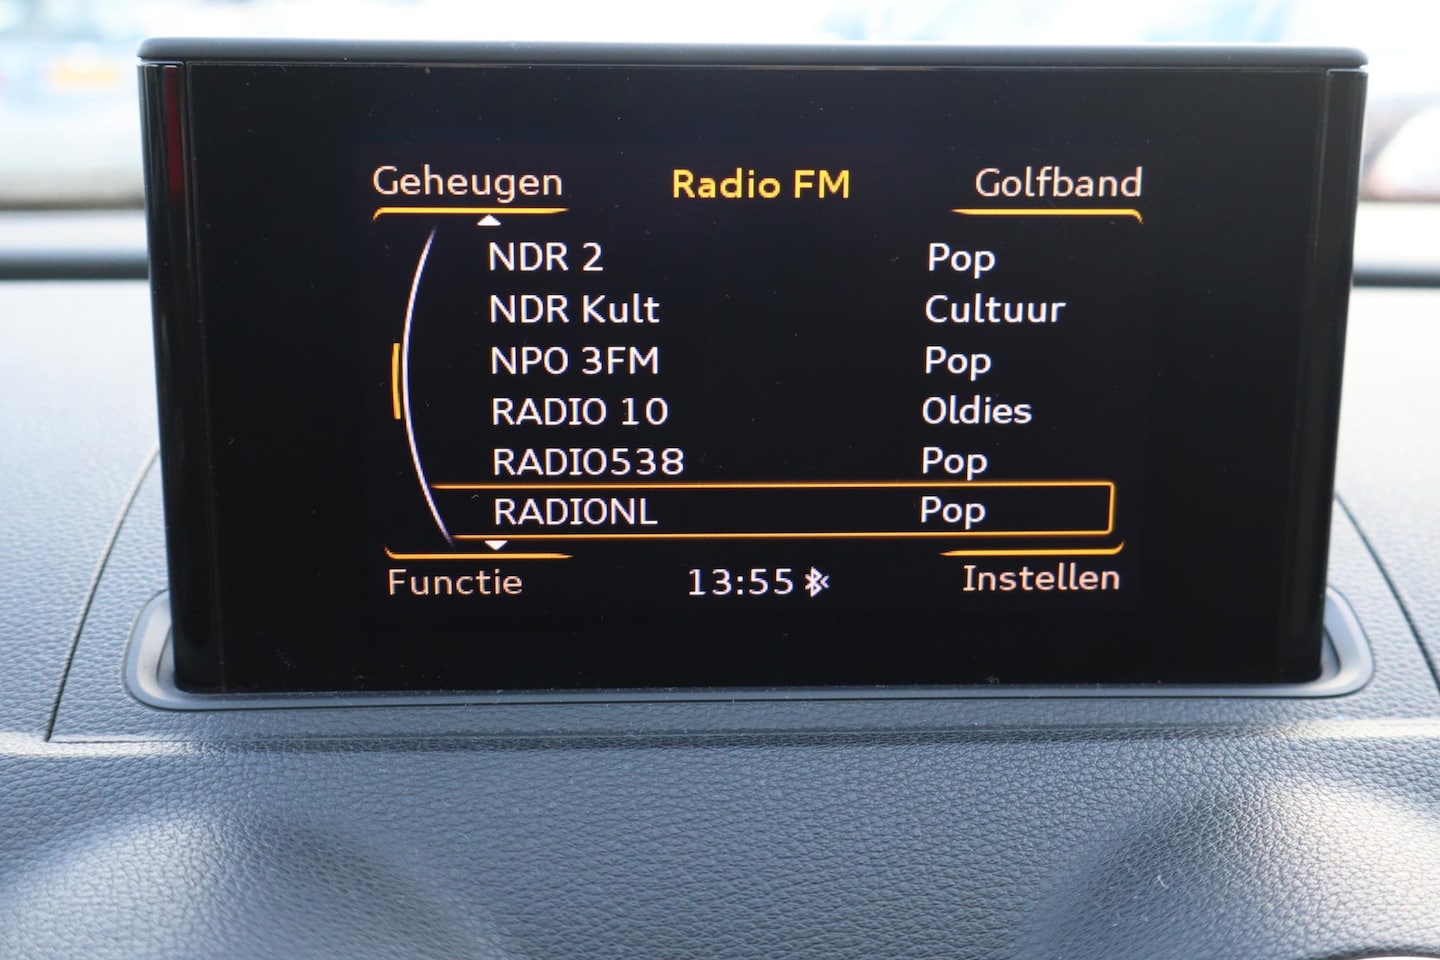 Geheugen Radio FM Golfband
NDR 2 Pop
NDR Kult Cultuur
NPO 3FM Pop
RADIO 10 Oldies
RADIO538 Pop
RADIONL Pop
Functie 13:55 Instellen